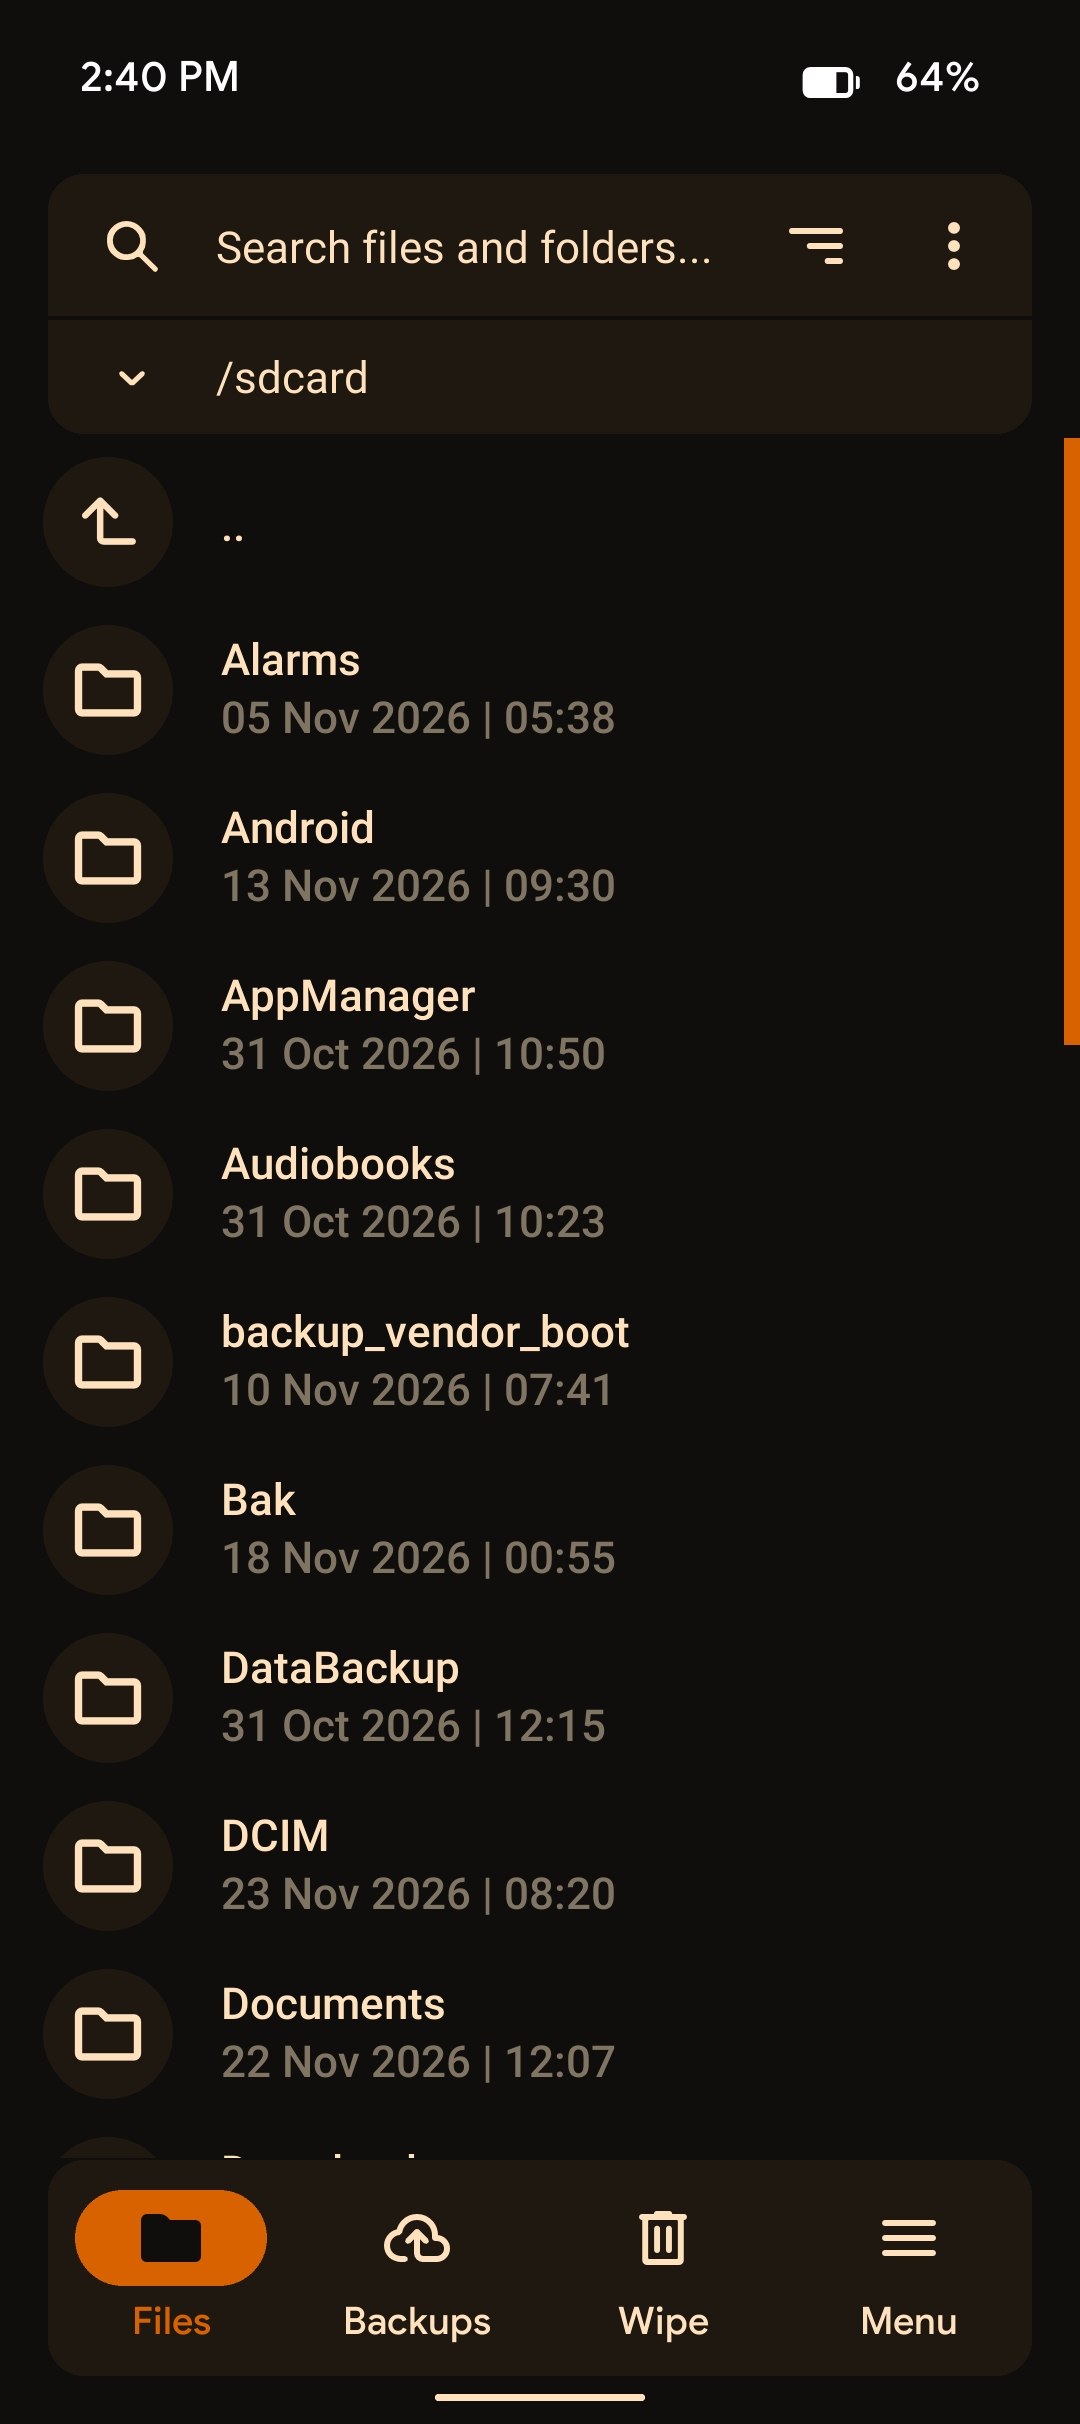 2:40 PM
64%
Search files and folders...
/sdcard
..
Alarms
05 Nov 2026 | 05:38
Android
13 Nov 2026 | 09:30
AppManager
31 Oct 2026 | 10:50
Audiobooks
31 Oct 2026 | 10:23
backup_vendor_boot
10 Nov 2026 | 07:41
Bak
18 Nov 2026 | 00:55
DataBackup
31 Oct 2026 | 12:15
DCIM
23 Nov 2026 | 08:20
Documents
22 Nov 2026 | 12:07
Files
Backups
Wipe
Menu